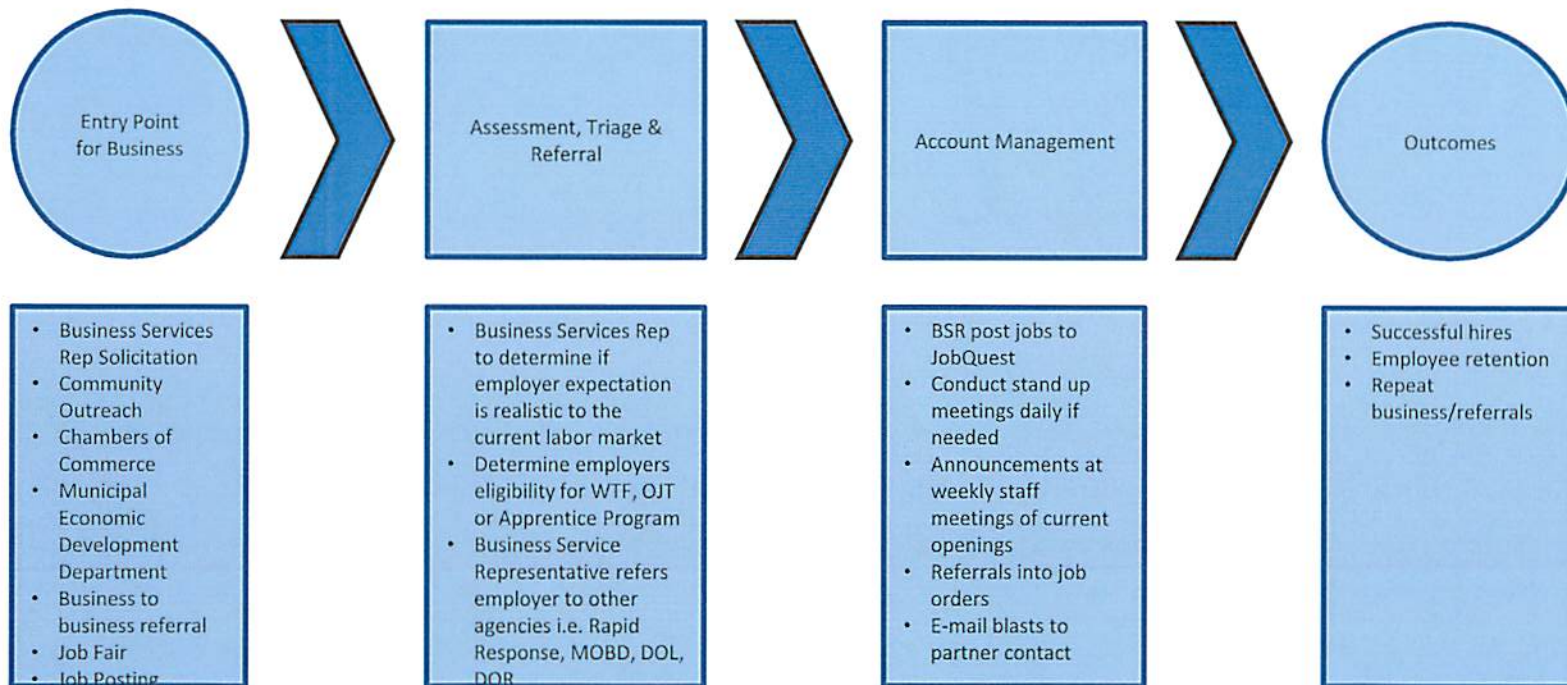 Entry Point
for Business
Assessment, Triage &
Referral
Account Management
Outcomes
• Business Services
Rep Solicitation
• Community
Outreach
• Chambers of
Commerce
• Municipal
Economic
Development
Department
• Business to
business referral
• Job Fair
• Job Posting
• Business Services Rep
to determine if
employer expectation
is realistic to the
current labor market
• Determine employers
eligibility for WTF, OJT
or Apprentice Program
• Business Service
Representative refers
employer to other
agencies i.e. Rapid
Response, MOBD, DOL,
DOR
• BSR post jobs to
JobQuest
• Conduct stand up
meetings daily if
needed
• Announcements at
weekly staff
meetings of current
openings
• Referrals into job
orders
• E-mail blasts to
partner contact
• Successful hires
• Employee retention
• Repeat
business/referrals